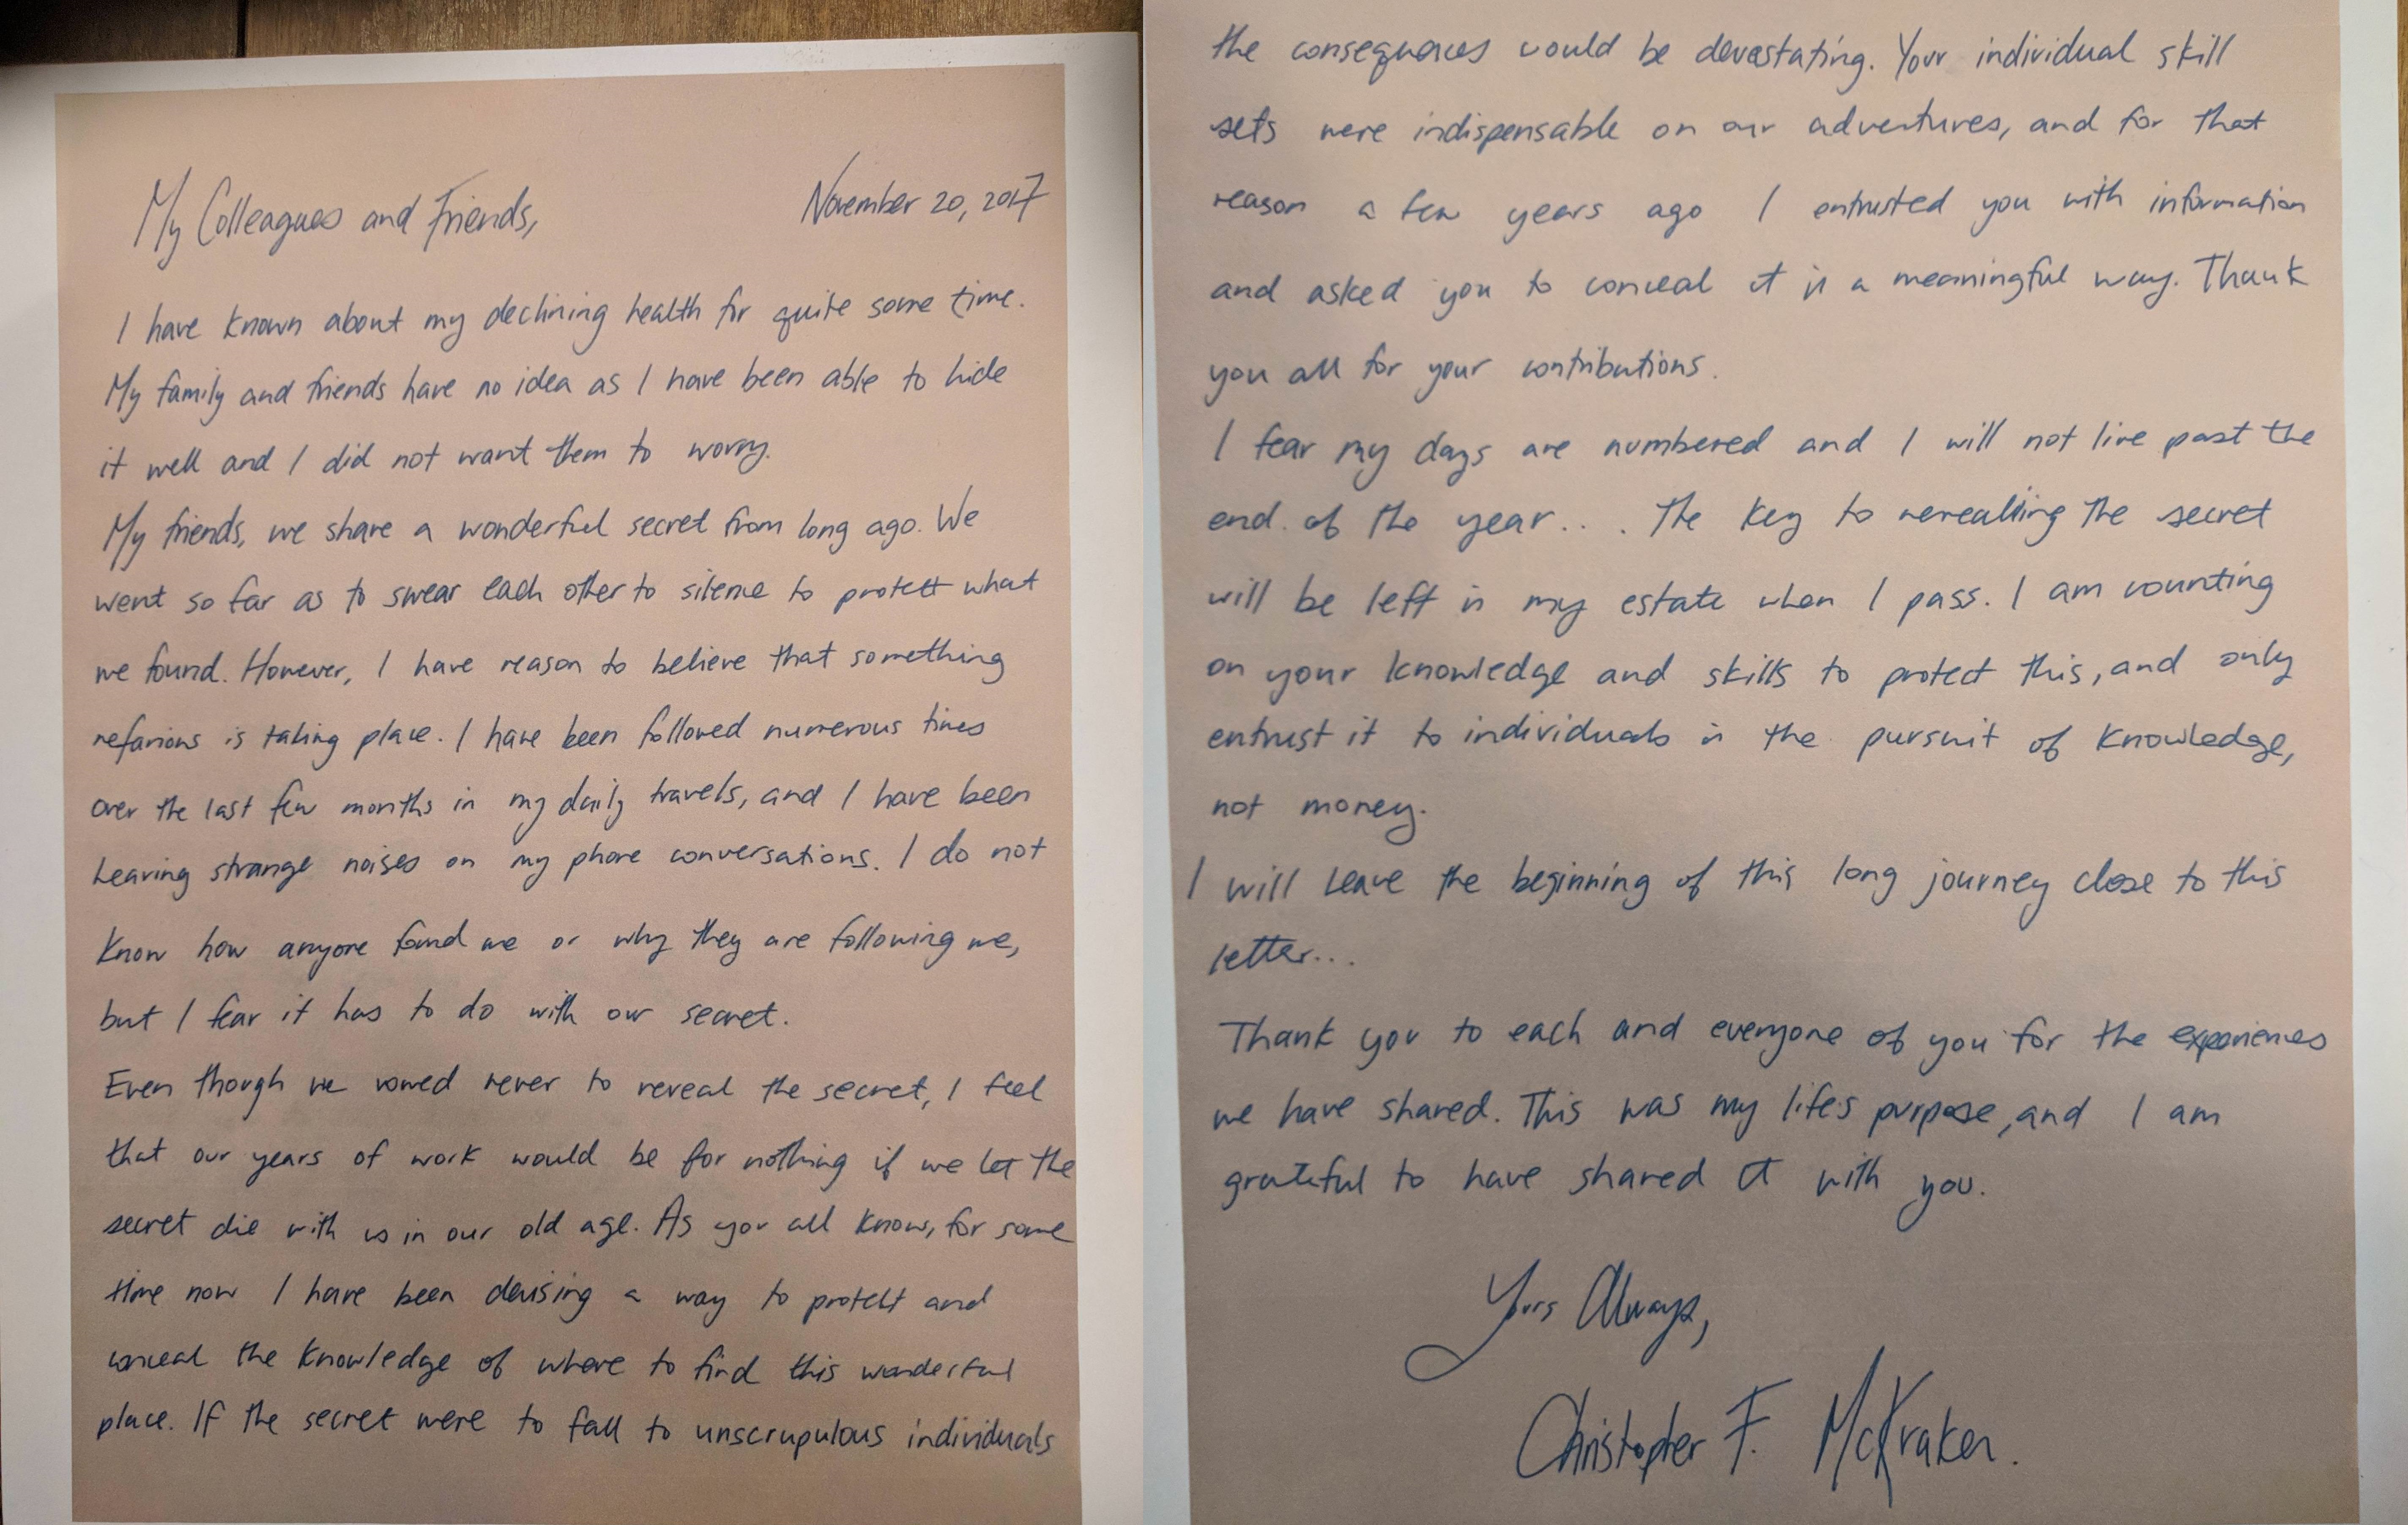 My Colleagues and Friends,
November 20, 2017
I have known about my declining health for quite some time.
My family and friends have no idea as I have been able to hide
it well and I did not want them to worry.
My friends, we share a wonderful secret from long ago. We
went so far as to swear each other to silence to protect what
we found. However, I have reason to believe that something
nefarious is taking place. I have been followed numerous times
over the last few months in my daily travels, and I have been
hearing strange noises on my phone conversations. I do not
know how anyone found me or why they are following me,
but I fear it has to do with our secret.
Even though we vowed never to reveal the secret, I feel
that our years of work would be for nothing if we let the
secret die with us in our old age. As you all know, for some
time now I have been devising a way to protect and
conceal the knowledge of where to find this wonderful
place. If the secret were to fall to unscrupulous individuals
the consequences would be devastating. Your individual skill
sets were indispensable on our adventures, and for that
reason a few years ago I entrusted you with information
and asked you to conceal it in a meaningful way. Thank
you all for your contributions.
I fear my days are numbered and I will not live past the
end of the year... The key to revealing the secret
will be left in my estate when I pass. I am counting
on your knowledge and skills to protect this, and only
entrust it to individuals in the pursuit of knowledge,
not money.
I will leave the beginning of this long journey close to this
letter...
Thank you to each and everyone of you for the experiences
we have shared. This was my life's purpose, and I am
grateful to have shared it with you.
Yours Always,
Christopher F. McKraken.